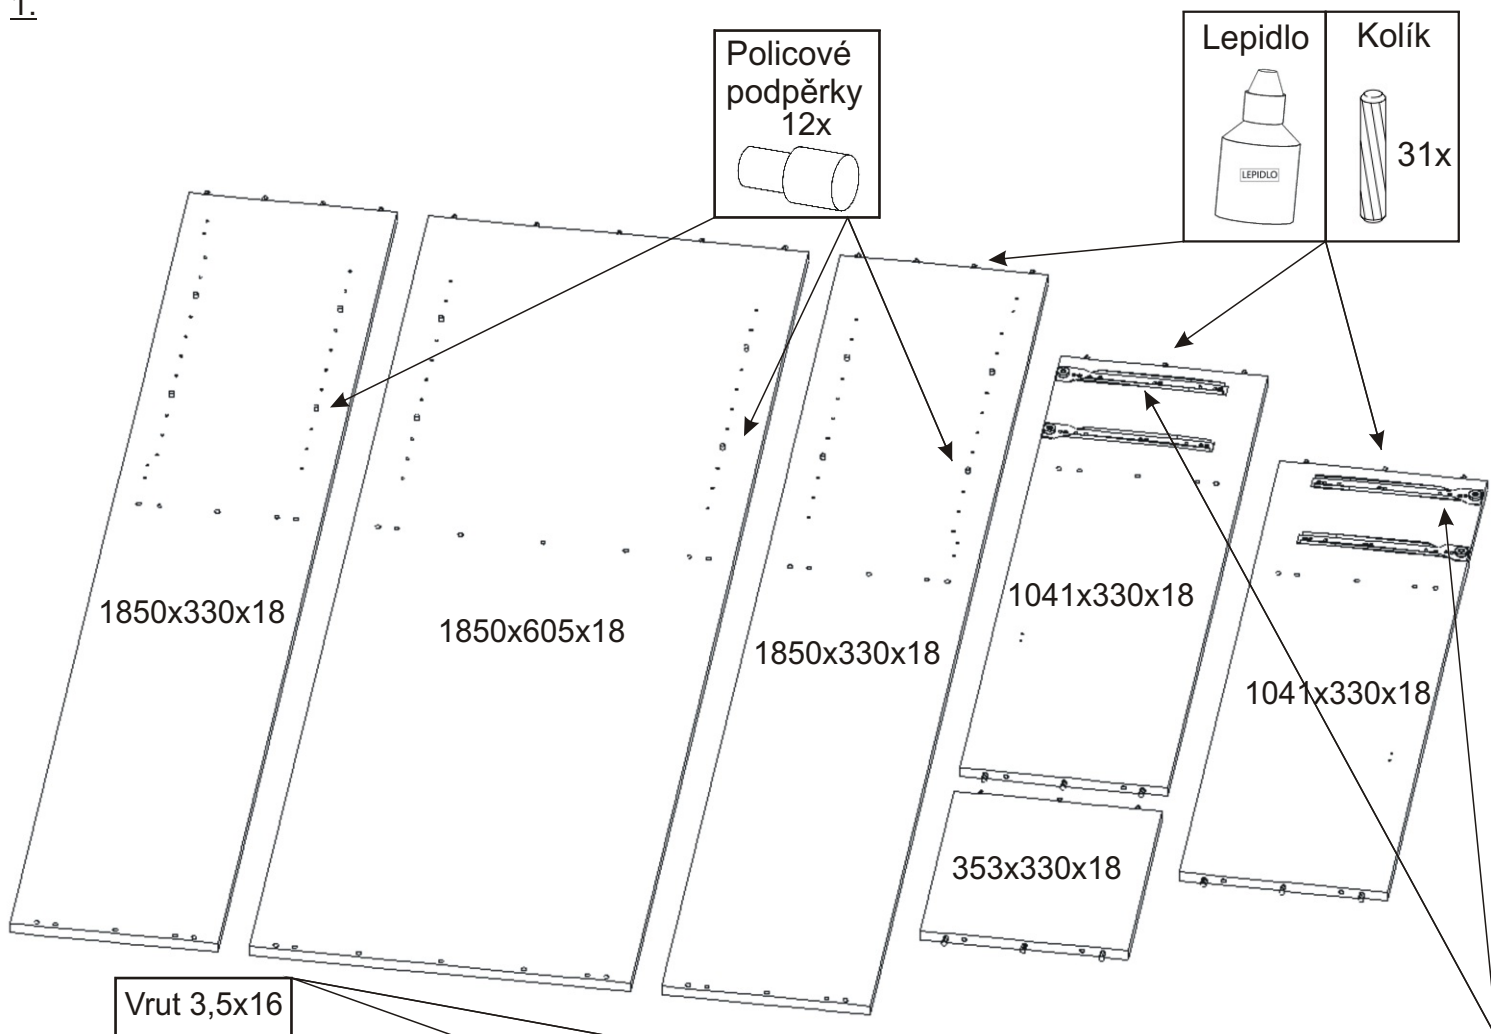 1.
Policové
podpěrky
12x
Lepidlo
LEPIDLO
Kolík
31x
1850x330x18
1850x605x18
1850x330x18
1041x330x18
1041x330x18
353x330x18
Vrut 3,5x16